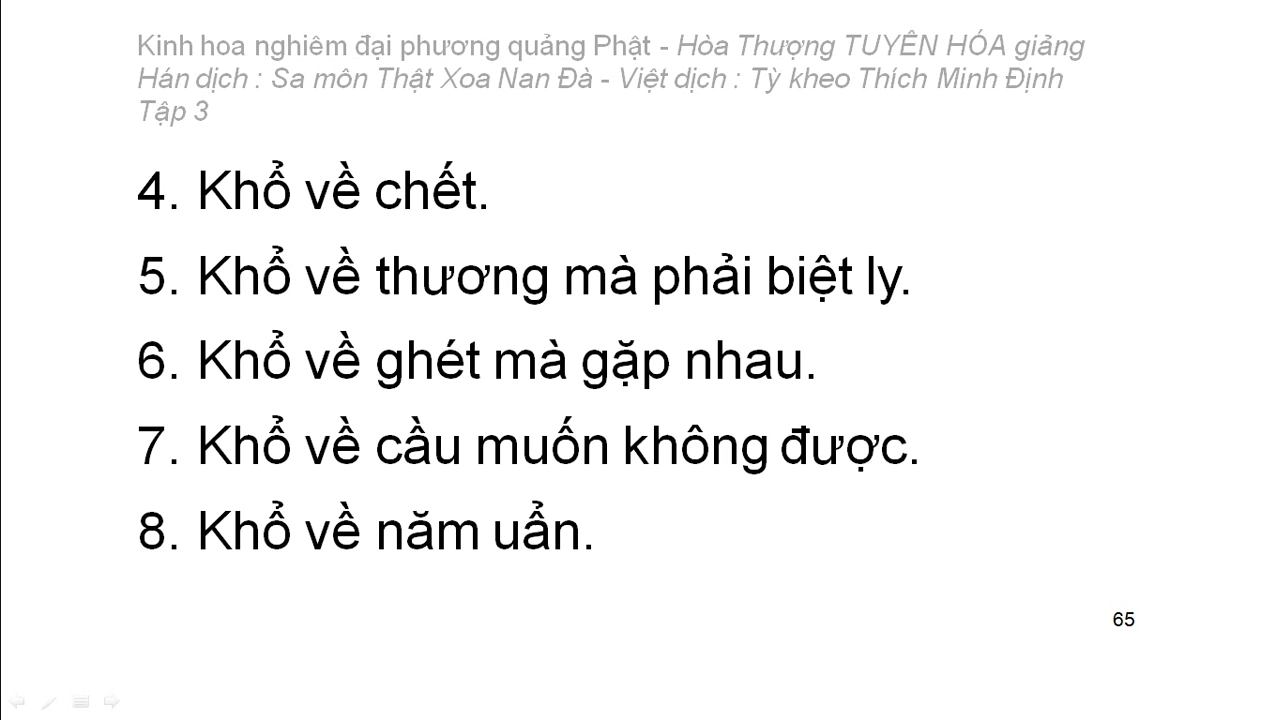 Kinh hoa nghiêm đại phương quảng Phật - Hòa Thượng TUYÊN HÓA giảng
Hán dịch : Sa môn Thật Xoa Nan Đà - Việt dịch : Tỳ kheo Thích Minh Định
Tập 3
4. Khổ về chết.
5. Khổ về thương mà phải biệt ly.
6. Khổ về ghét mà gặp nhau.
7. Khổ về cầu muốn không được.
8. Khổ về năm uẩn.
65